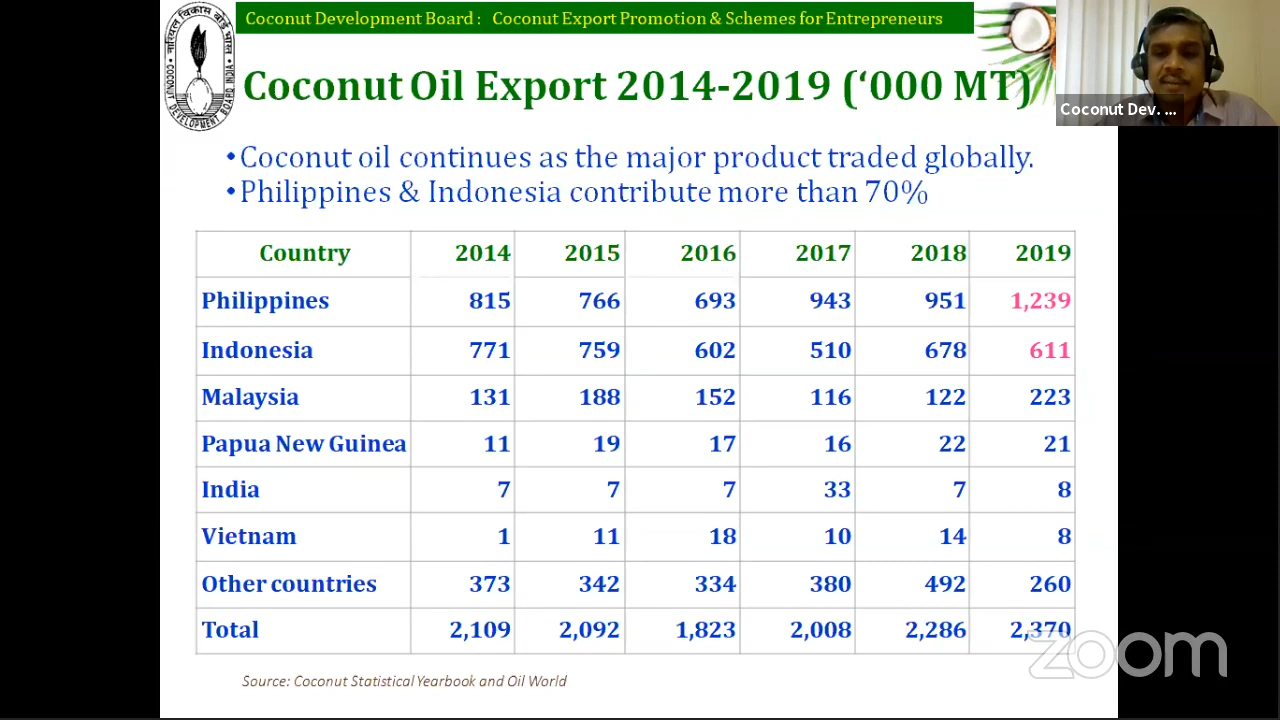 Coconut Development Board : Coconut Export Promotion & Schemes for Entrepreneurs
नारियल विकास बोर्ड भारत
COCONUT DEVELOPMENT BOARD INDIA
Coconut Oil Export 2014-2019 (‘000 MT)
Coconut Dev. ...
•Coconut oil continues as the major product traded globally.
•Philippines & Indonesia contribute more than 70%
Country 2014 2015 2016 2017 2018 2019
Philippines 815 766 693 943 951 1,239
Indonesia 771 759 602 510 678 611
Malaysia 131 188 152 116 122 223
Papua New Guinea 11 19 17 16 22 21
India 7 7 7 33 7 8
Vietnam 1 11 18 10 14 8
Other countries 373 342 334 380 492 260
Total 2,109 2,092 1,823 2,008 2,286 2,370
zoom
Source: Coconut Statistical Yearbook and Oil World